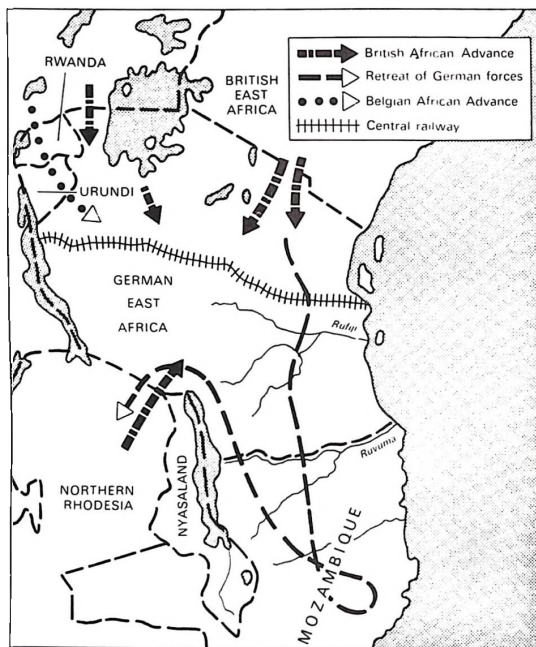 British African Advance
Retreat of German forces
Belgian African Advance
Central railway
RWANDA
BRITISH
EAST
AFRICA
URUNDI
GERMAN
EAST
AFRICA
Rufiji
Ruvuma
NORTHERN
RHODESIA
NYASALAND
MOZAMBIQUE